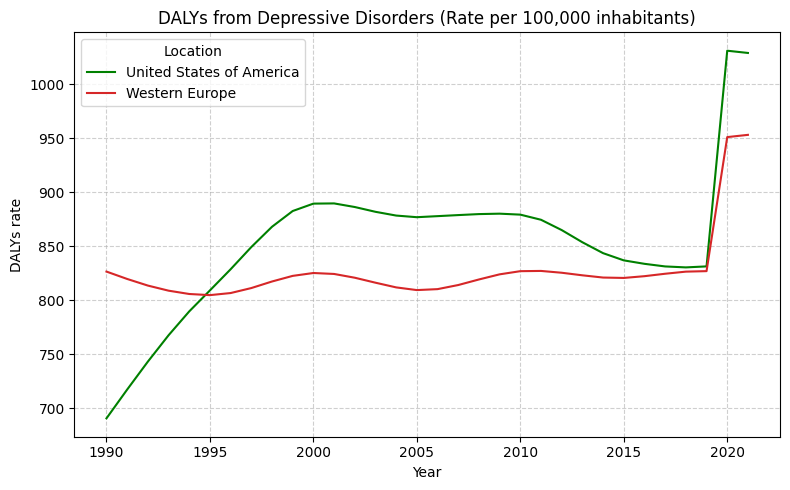 DALYs from Depressive Disorders (Rate per 100,000 inhabitants)
Location
United States of America
Western Europe
DALYs rate
1000
950
900
850
800
750
700
1990 1995 2000 2005 2010 2015 2020
Year